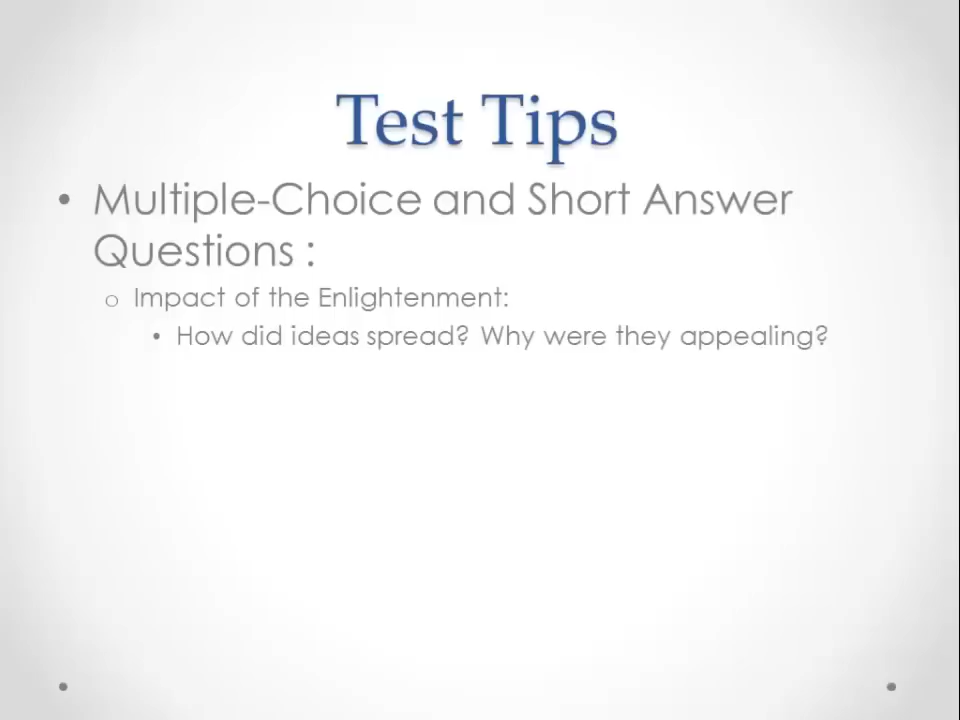 Test Tips
• Multiple-Choice and Short Answer
Questions :
o Impact of the Enlightenment:
• How did ideas spread? Why were they appealing?